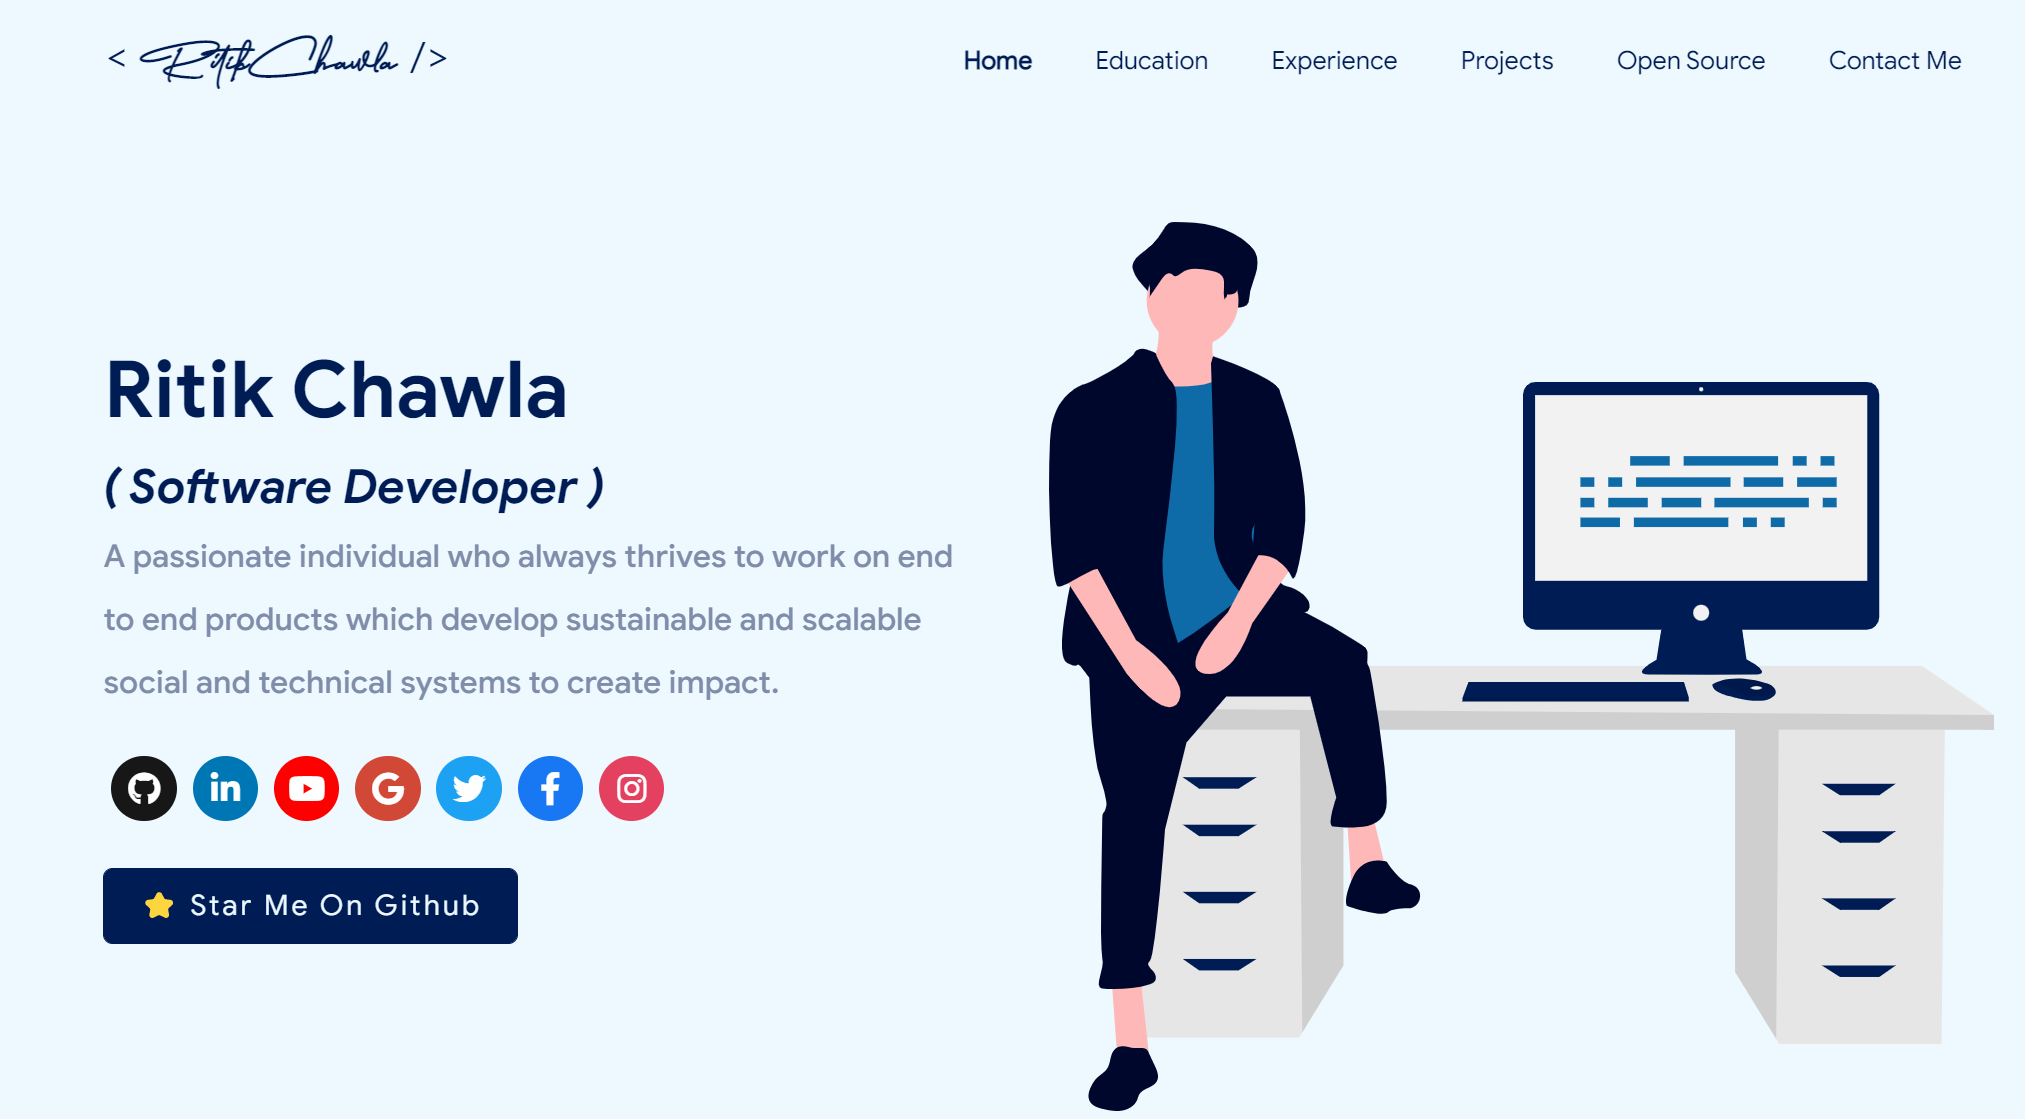 < Ritik Chawla />
Home Education Experience Projects Open Source Contact Me
Ritik Chawla
( Software Developer )
A passionate individual who always thrives to work on end
to end products which develop sustainable and scalable
social and technical systems to create impact.
in G f
Star Me On Github